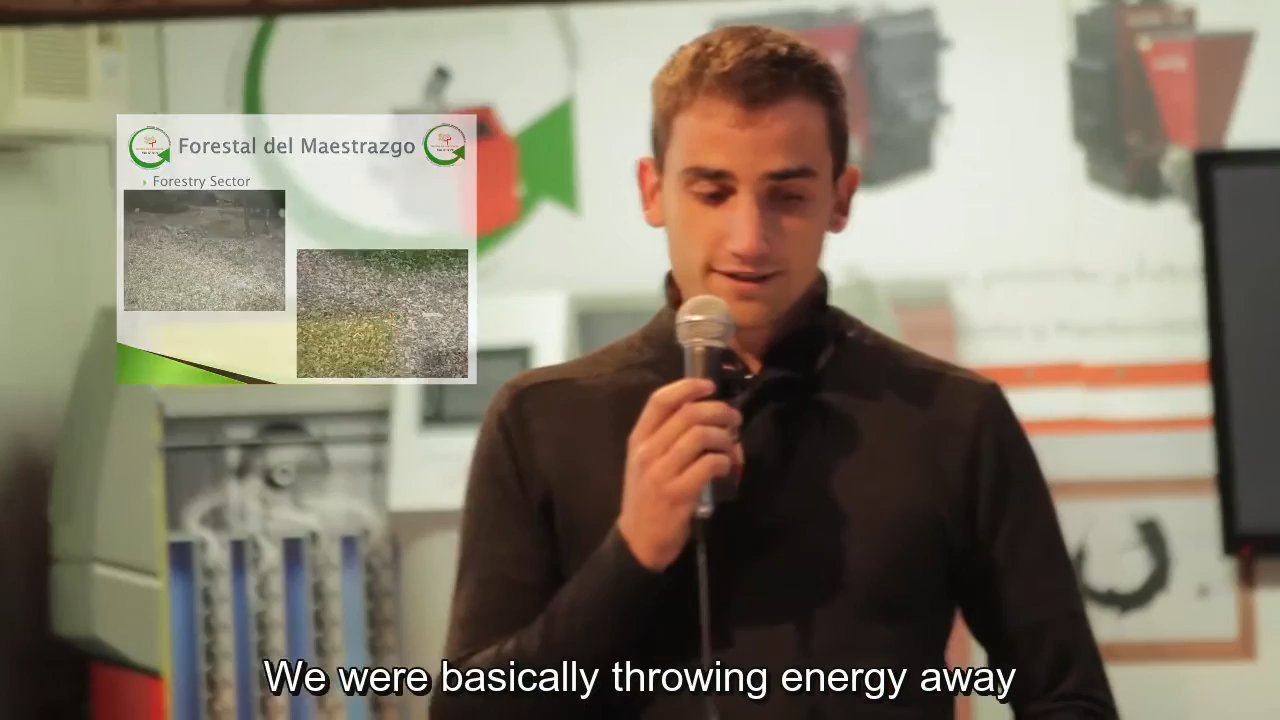 Forestal del Maestrazgo
Forestry Sector
We were basically throwing energy away